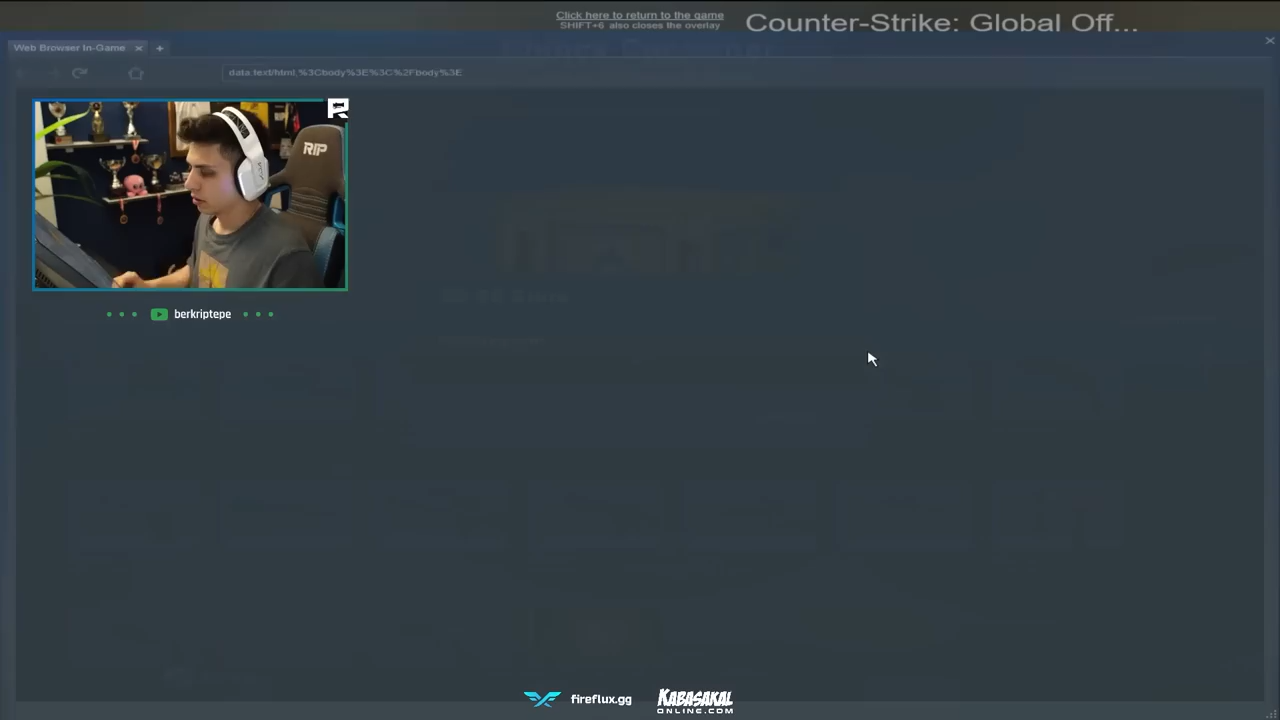 Click here to return to the game
SHIFT+6 also closes the overlay
Counter-Strike: Global Off...
Web Browser In-Game
data text/html,%3Cbody%3E%3C%2Fbody%3E
RIP
berkriptepe
fireflux.gg
KABASAKAL
ONLINE.COM